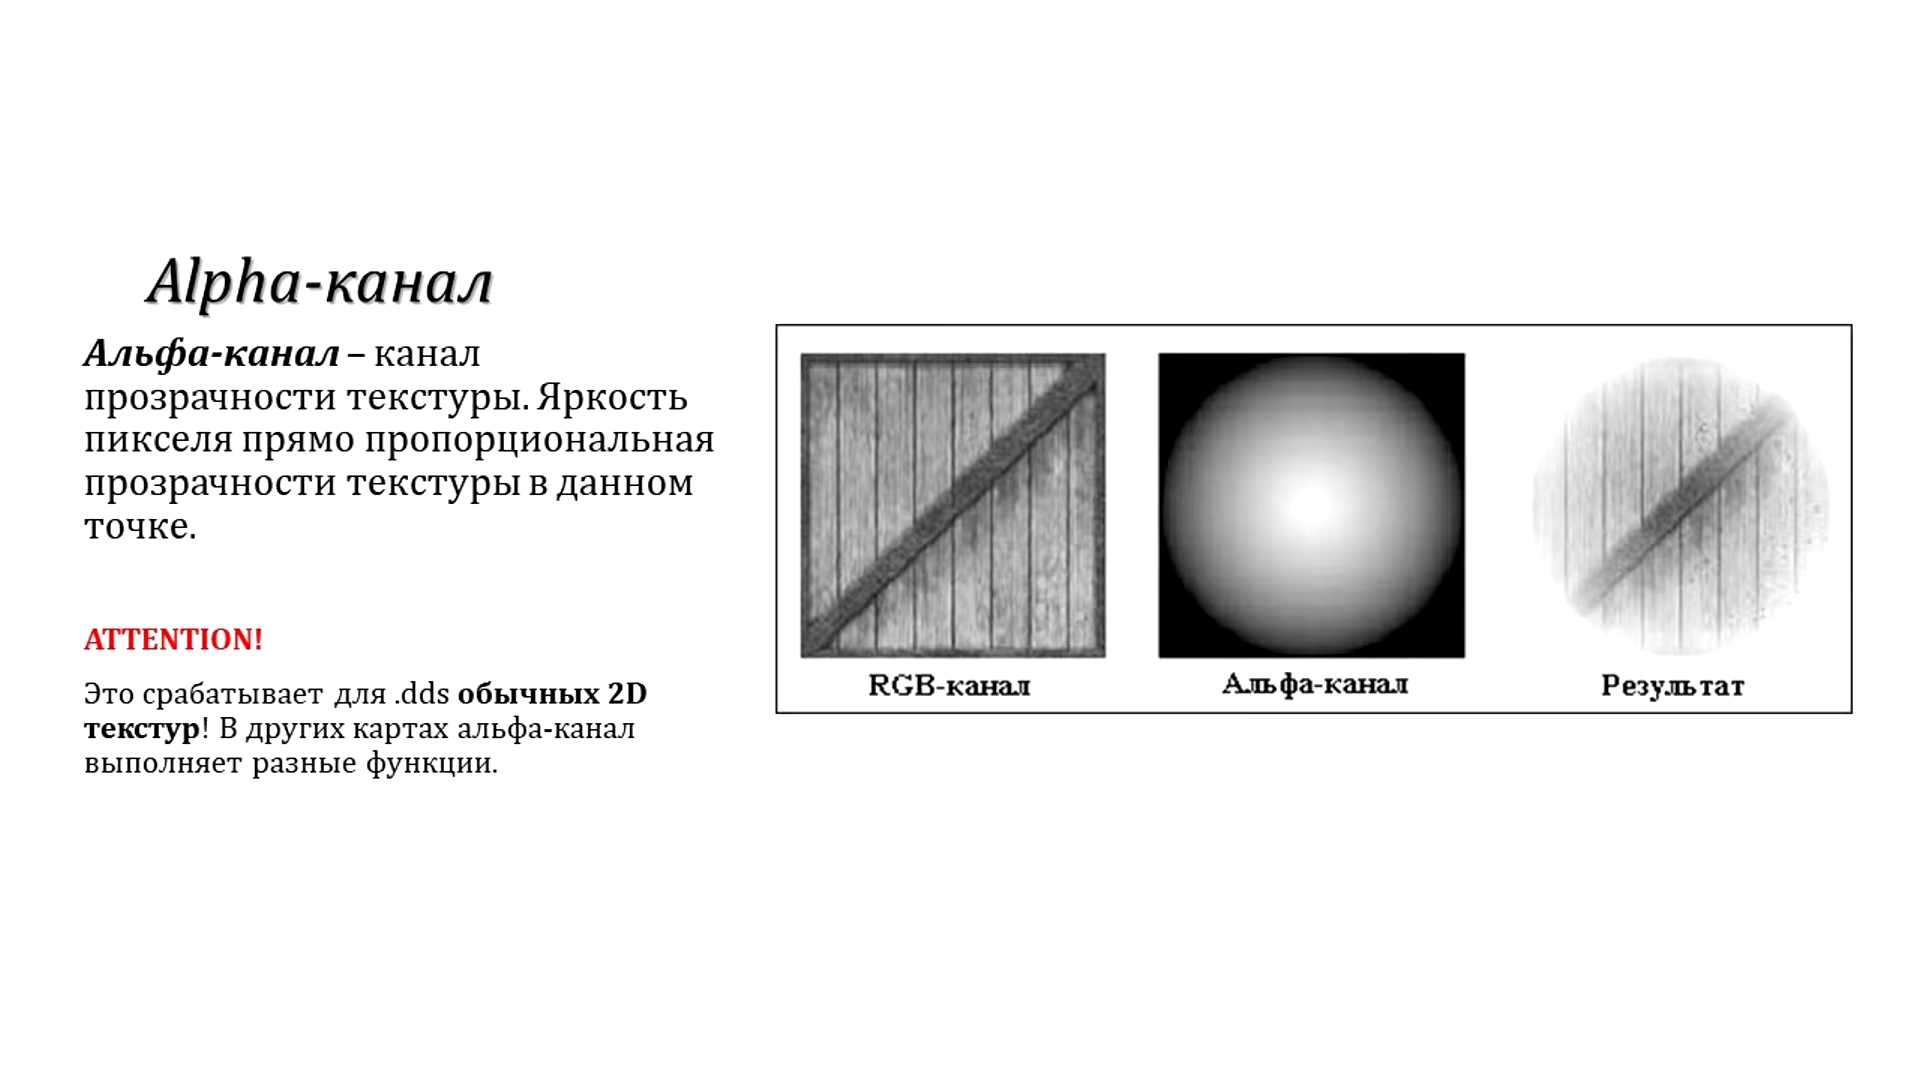 Alpha-канал
Альфа-канал – канал
прозрачности текстуры. Яркость
пикселя прямо пропорциональная
прозрачности текстуры в данном
точке.
ATTENTION!
Это срабатывает для .dds обычных 2D
текстур! В других картах альфа-канал
выполняет разные функции.
RGB-канал
Альфа-канал
Результат